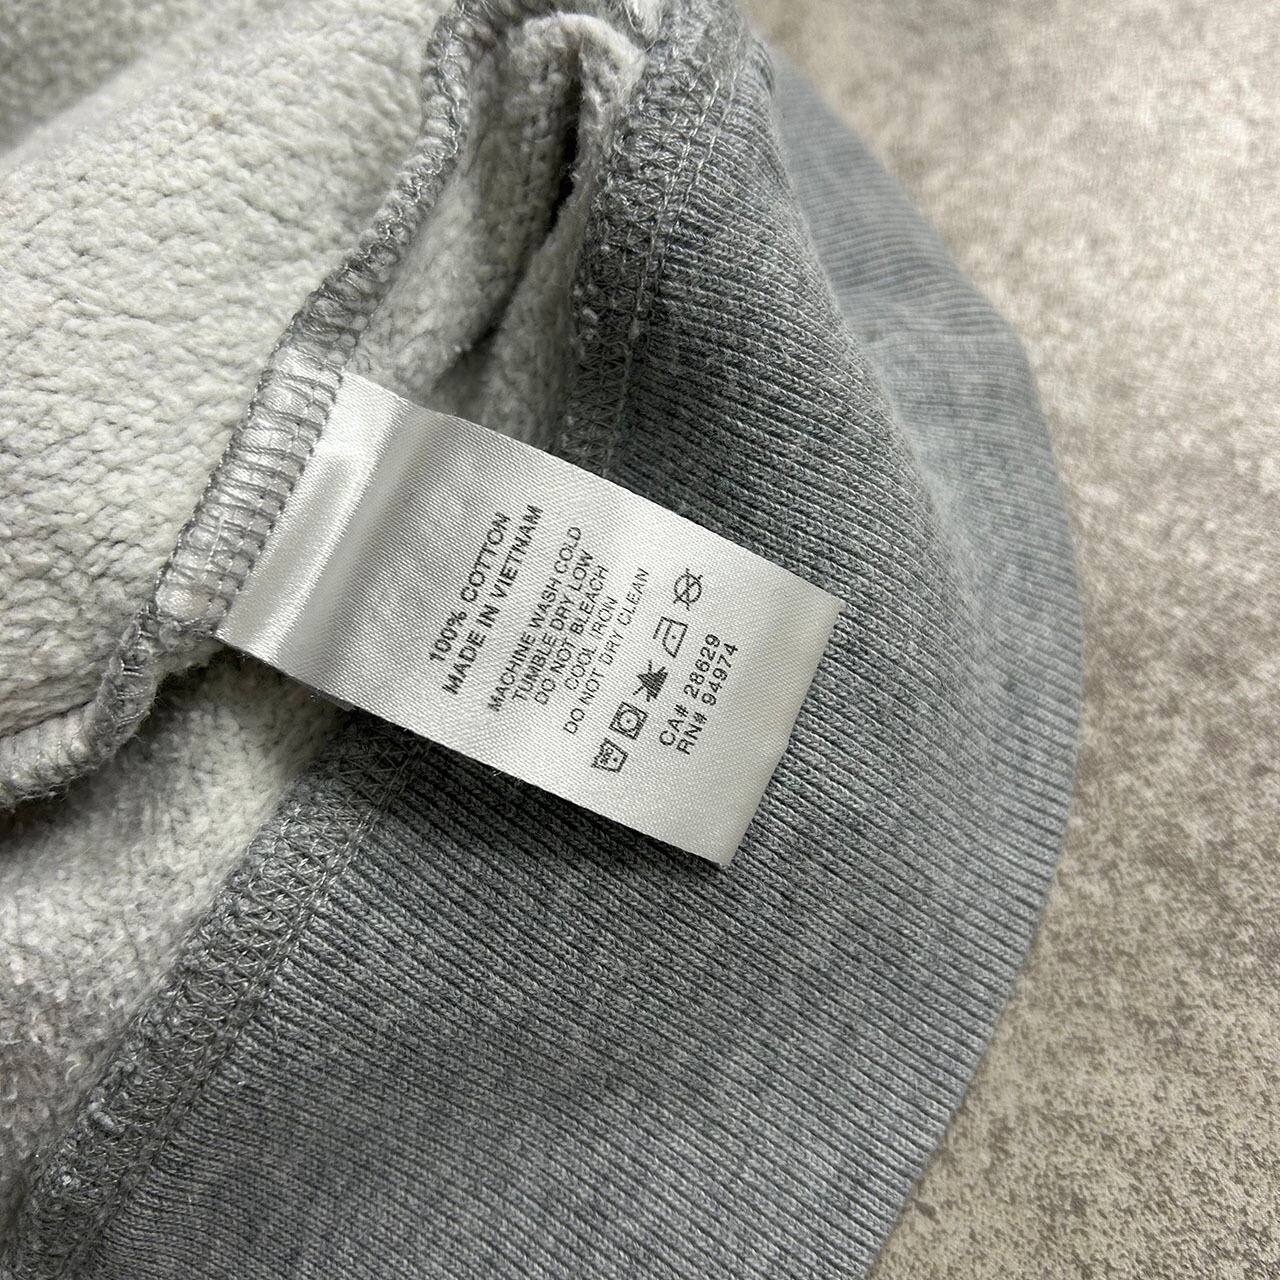 100% COTTON
MADE IN VIETNAM
MACHINE WASH COLD
TUMBLE DRY LOW
DO NOT BLEACH
COOL IRON
DO NOT DRY CLEAN
CA# 28629
RN# 94974